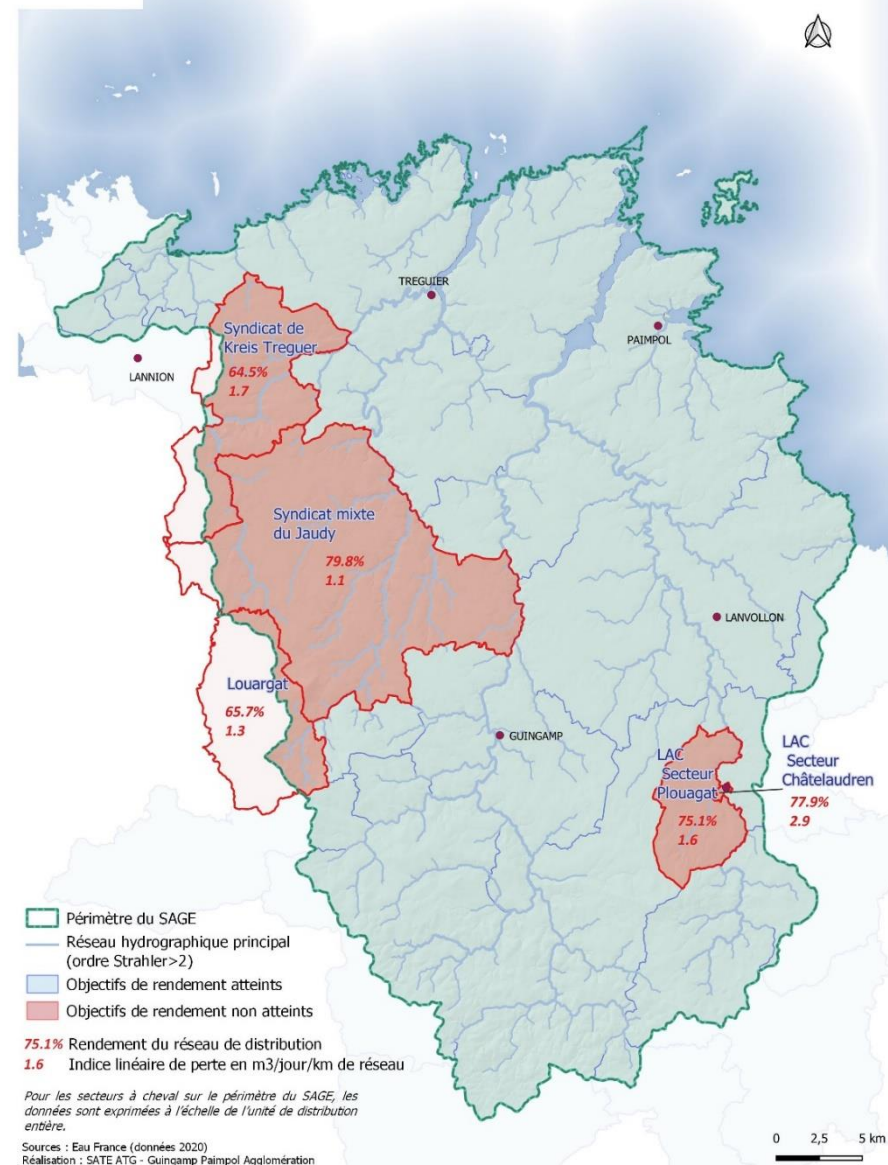 TREGUIER
PAIMPOL
Syndicat de
Kreis Treguer
64.5%
1.7
LANNION
Syndicat mixte
du Jaudy
79.8%
1.1
LANVOLLON
Louargat
65.7%
1.3
GUINGAMP
LAC
Secteur
Plouagat
75.1%
1.6
LAC
Secteur
Châtelaudren
77.9%
2.9
Périmètre du SAGE
Réseau hydrographique principal
(ordre Strahler>2)
Objectifs de rendement atteints
Objectifs de rendement non atteints
75.1% Rendement du réseau de distribution
1.6 Indice linéaire de perte en m3/jour/km de réseau
Pour les secteurs à cheval sur le périmètre du SAGE, les
données sont exprimées à l'échelle de l'unité de distribution
entière.
Sources : Eau France (données 2020)
Réalisation : SATE ATG - Guingamp Paimpol Agglomération
0 2,5 5 km